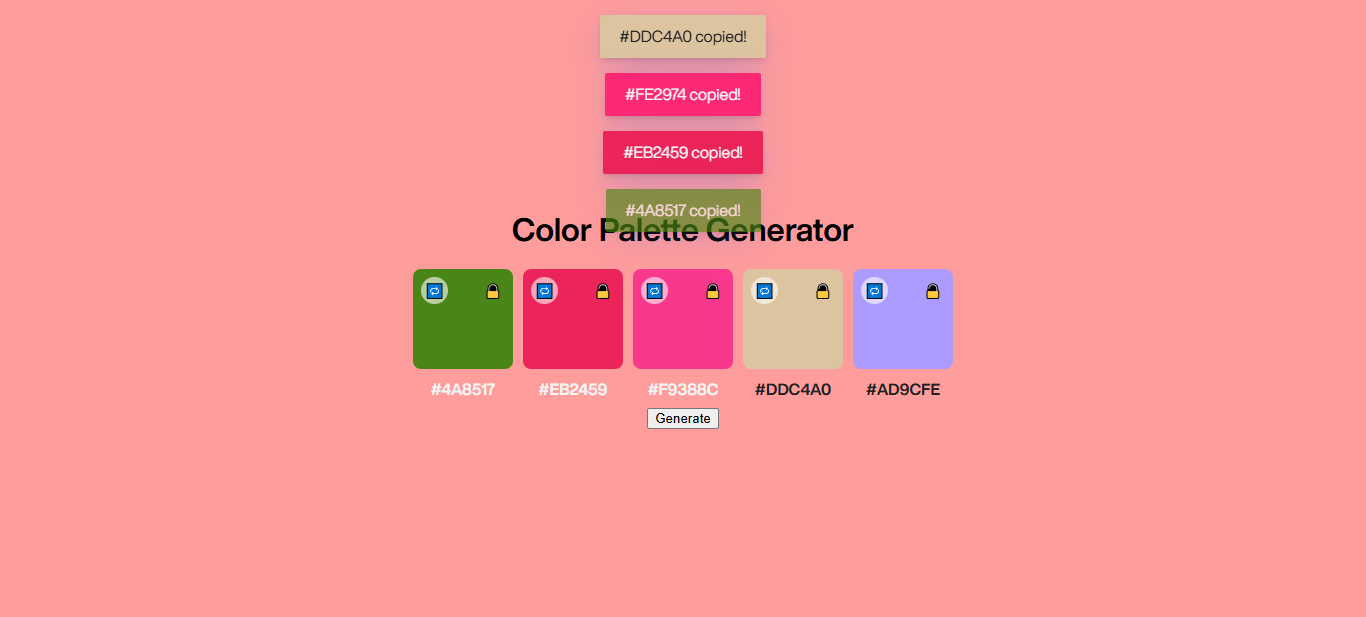 #DDC4A0 copied!
#FE2974 copied!
#EB2459 copied!
#4A8517 copied!
Color Palette Generator
#4A8517 #EB2459 #F9388C #DDC4A0 #AD9CFE
Generate